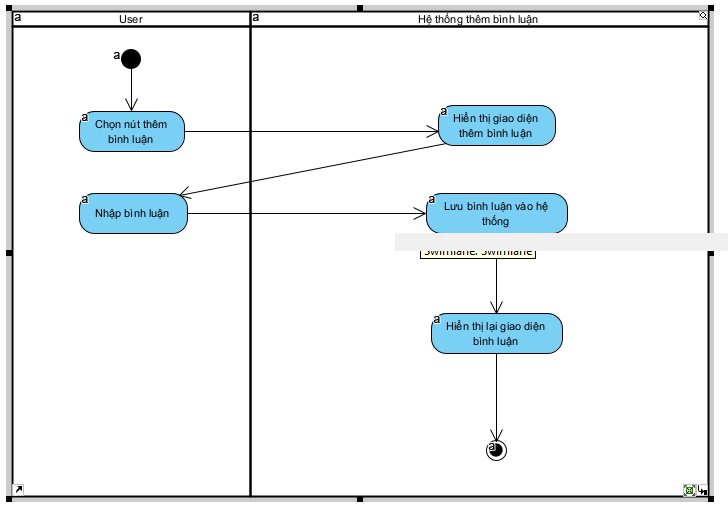 a User
a Hệ thống thêm bình luận
a
a Chọn nút thêm
bình luận
a Hiển thị giao diện
thêm bình luận
a Nhập bình luận
a Lưu bình luận vào hệ
thống
Swimlane: Swimlane
a Hiển thị lại giao diện
bình luận
a